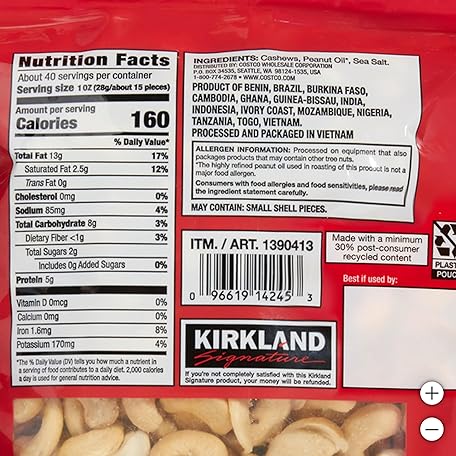 Nutrition Facts
About 40 servings per container
Serving size 1 OZ (28g/about 15 pieces)
Amount per serving
Calories 160
% Daily Value*
Total Fat 13g 17%
Saturated Fat 2.5g 12%
Trans Fat 0g
Cholesterol 0mg 0%
Sodium 85mg 4%
Total Carbohydrate 8g 3%
Dietary Fiber <1g 3%
Total Sugars 2g
Includes 0g Added Sugars 0%
Protein 5g
Vitamin D 0mcg 0%
Calcium 0mg 0%
Iron 1.6mg 8%
Potassium 170mg 4%
*The % Daily Value (DV) tells you how much a nutrient in
a serving of food contributes to a daily diet. 2,000 calories
a day is used for general nutrition advice.
INGREDIENTS: Cashews, Peanut Oil*, Sea Salt.
DISTRIBUTED BY: COSTCO WHOLESALE CORPORATION
P.O. BOX 34535, SEATTLE, WA 98124-1535, USA
1-800-774-2678 • www.costco.com
PRODUCT OF BENIN, BRAZIL, BURKINA FASO,
CAMBODIA, GHANA, GUINEA-BISSAU, INDIA,
INDONESIA, IVORY COAST, MOZAMBIQUE, NIGERIA,
TANZANIA, TOGO, VIETNAM.
PROCESSED AND PACKAGED IN VIETNAM
ALLERGEN INFORMATION: Processed on equipment that also
packages products that may contain other tree nuts.
*The highly refined peanut oil used in roasting of this product is not a
major food allergen.
Consumers with food allergies and food sensitivities, please read
the ingredient statement carefully.
MAY CONTAIN: SMALL SHELL PIECES.
ITM. / ART. 1390413
0 96619 14245 3
Made with a minimum
30% post-consumer
recycled content
PLAST
POUC
Best if used by:
KIRKLAND
Signature
If you're not completely satisfied with this Kirkland
Signature product, your money will be refunded.